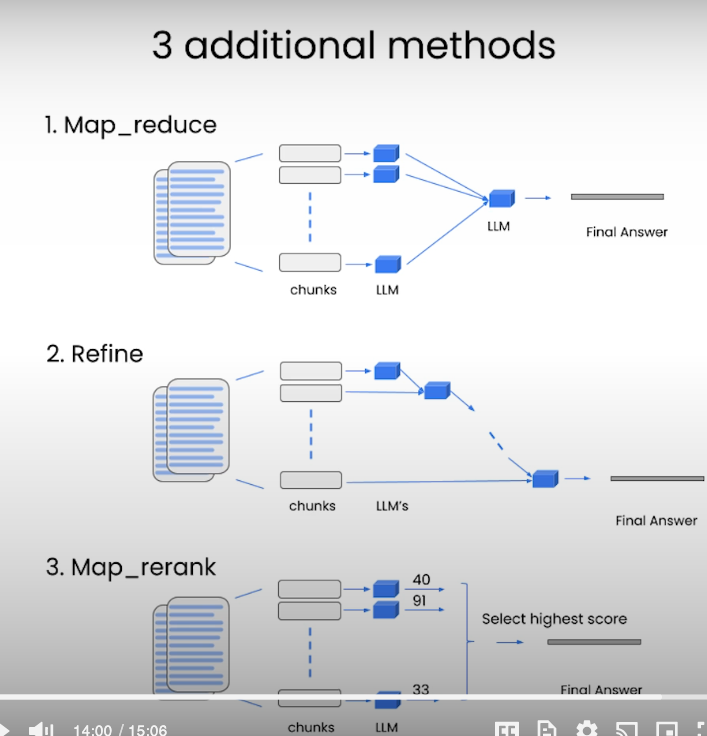 3 additional methods
1. Map_reduce
LLM
Final Answer
chunks
LLM
2. Refine
chunks
LLM's
Final Answer
3. Map_rerank
40
91
Select highest score
33
Final Answer
chunks
LLM
14:00 / 15:06
CC